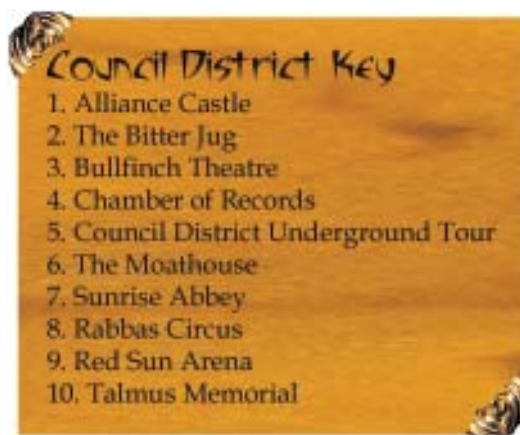 Council District Key
1. Alliance Castle
2. The Bitter Jug
3. Bullfinch Theatre
4. Chamber of Records
5. Council District Underground Tour
6. The Moathouse
7. Sunrise Abbey
8. Rabbas Circus
9. Red Sun Arena
10. Talmus Memorial